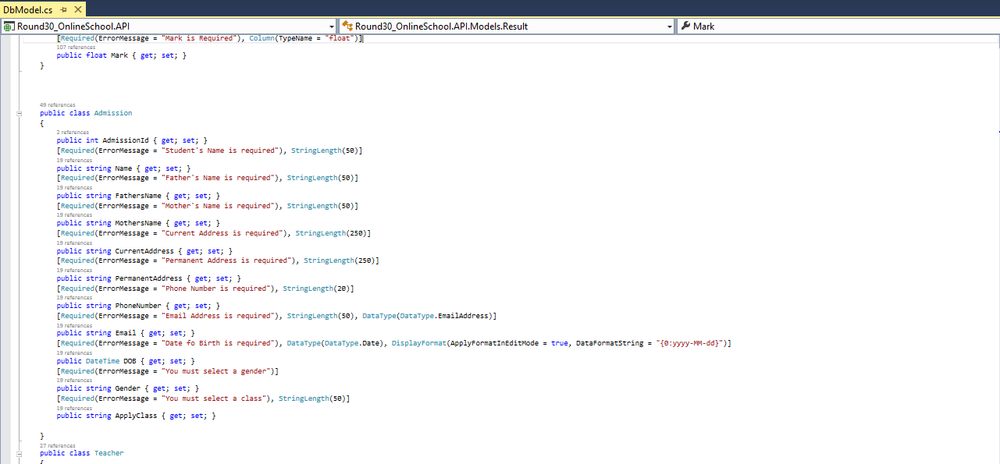 DbModel.cs
Round30_OnlineSchool.API
Round30_OnlineSchool.API.Models.Result
Mark
[Required(ErrorMessage = "Mark is Required"), Column(TypeName = "float")]
107 references
public float Mark { get; set; }
}
49 references
public class Admission
{
2 references
public int AdmissionId { get; set; }
[Required(ErrorMessage = "Student's Name is required"), StringLength(50)]
19 references
public string Name { get; set; }
[Required(ErrorMessage = "Father's Name is required"), StringLength(50)]
19 references
public string FathersName { get; set; }
[Required(ErrorMessage = "Mother's Name is required"), StringLength(50)]
19 references
public string MothersName { get; set; }
[Required(ErrorMessage = "Current Address is required"), StringLength(250)]
19 references
public string CurrentAddress { get; set; }
[Required(ErrorMessage = "Permanent Address is required"), StringLength(250)]
19 references
public string PermanentAddress { get; set; }
[Required(ErrorMessage = "Phone Number is required"), StringLength(20)]
19 references
public string PhoneNumber { get; set; }
[Required(ErrorMessage = "Email Address is required"), StringLength(50), DataType(DataType.EmailAddress)]
19 references
public string Email { get; set; }
[Required(ErrorMessage = "Date fo Birth is required"), DataType(DataType.Date), DisplayFormat(ApplyFormatInEditMode = true, DataFormatString = "{0:yyyy-MM-dd}")]
19 references
public DateTime DOB { get; set; }
[Required(ErrorMessage = "You must select a gender")]
19 references
public string Gender { get; set; }
[Required(ErrorMessage = "You must select a class"), StringLength(50)]
19 references
public string ApplyClass { get; set; }
}
27 references
public class Teacher
{